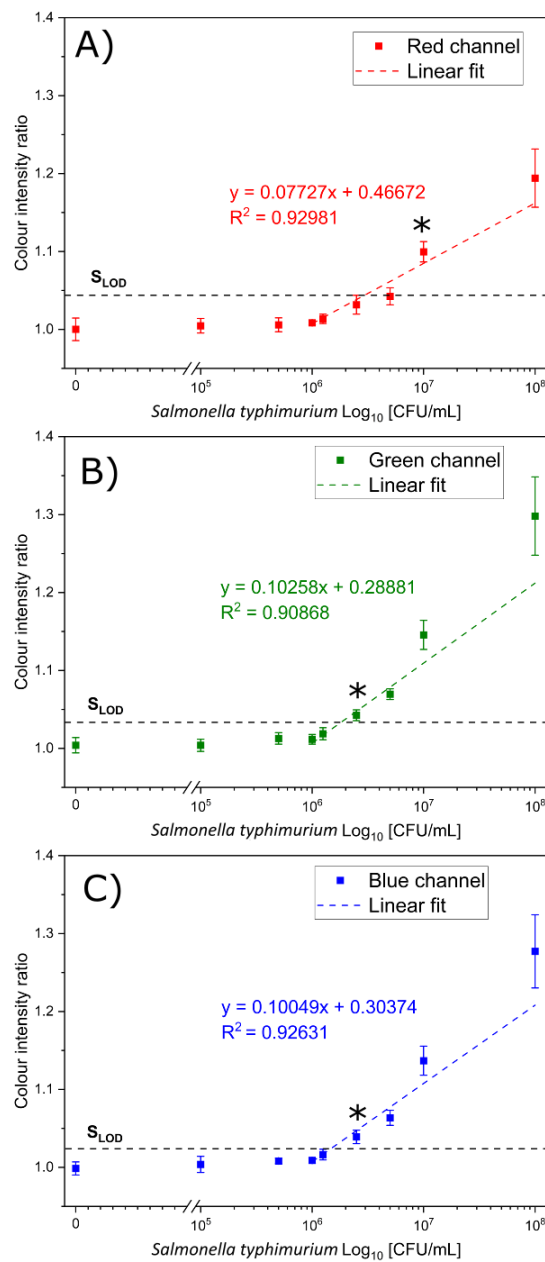 A)
Red channel
Linear fit
1.4
1.3
1.2
1.1
1.0
Colour intensity ratio
y = 0.07727x + 0.46672
R² = 0.92981
*
S_LOD
0
10⁵
10⁶
10⁷
10⁸
Salmonella typhimurium Log₁₀ [CFU/mL]
B)
Green channel
Linear fit
1.4
1.3
1.2
1.1
1.0
Colour intensity ratio
y = 0.10258x + 0.28881
R² = 0.90868
*
S_LOD
0
10⁵
10⁶
10⁷
10⁸
Salmonella typhimurium Log₁₀ [CFU/mL]
C)
Blue channel
Linear fit
1.4
1.3
1.2
1.1
1.0
Colour intensity ratio
y = 0.10049x + 0.30374
R² = 0.92631
*
S_LOD
0
10⁵
10⁶
10⁷
10⁸
Salmonella typhimurium Log₁₀ [CFU/mL]